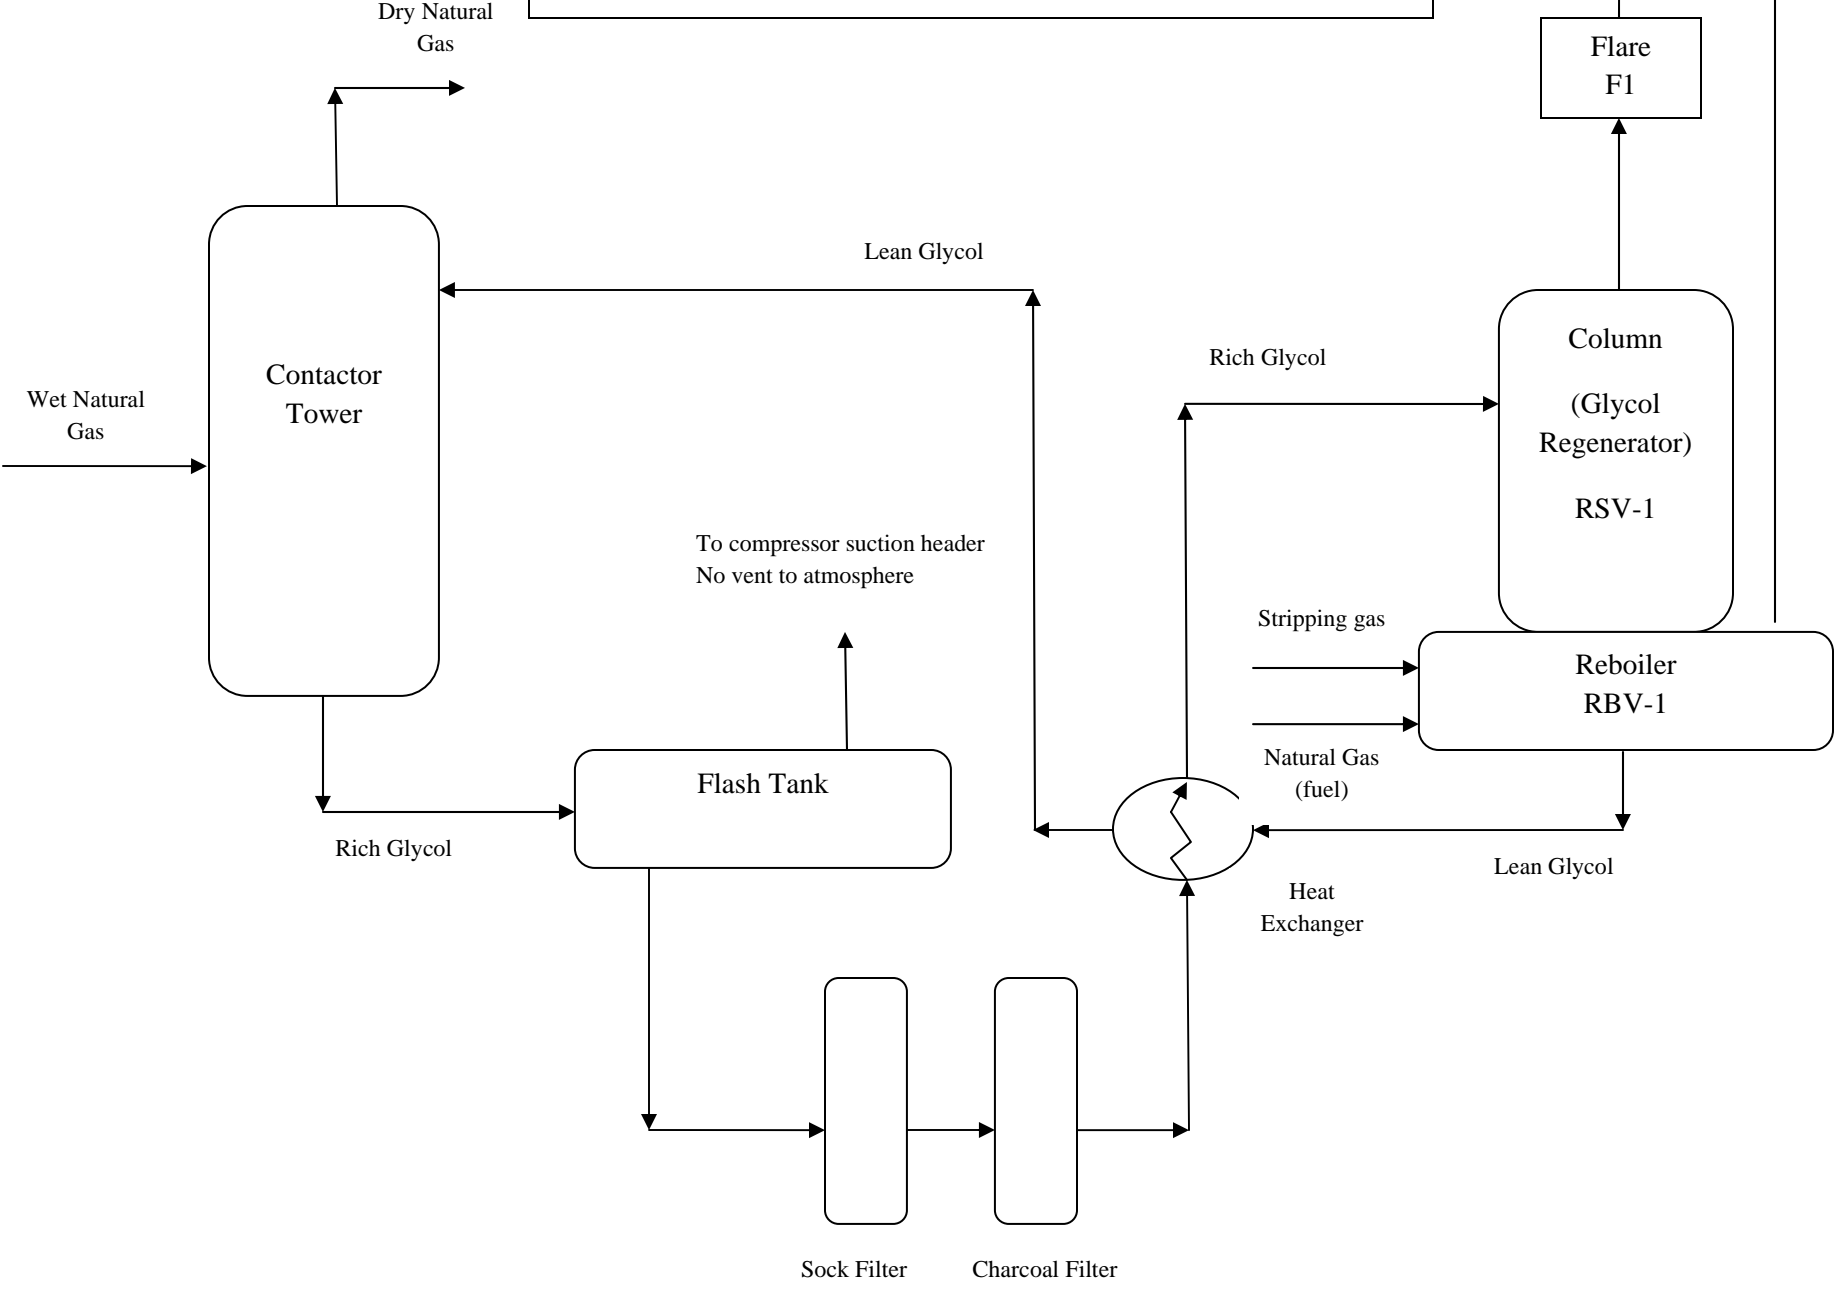 Dry Natural
Gas
Flare
F1
Lean Glycol
Column
(Glycol
Regenerator)
RSV-1
Rich Glycol
Contactor
Tower
Wet Natural
Gas
To compressor suction header
No vent to atmosphere
Stripping gas
Reboiler
RBV-1
Natural Gas
(fuel)
Flash Tank
Rich Glycol
Lean Glycol
Heat
Exchanger
Sock Filter
Charcoal Filter